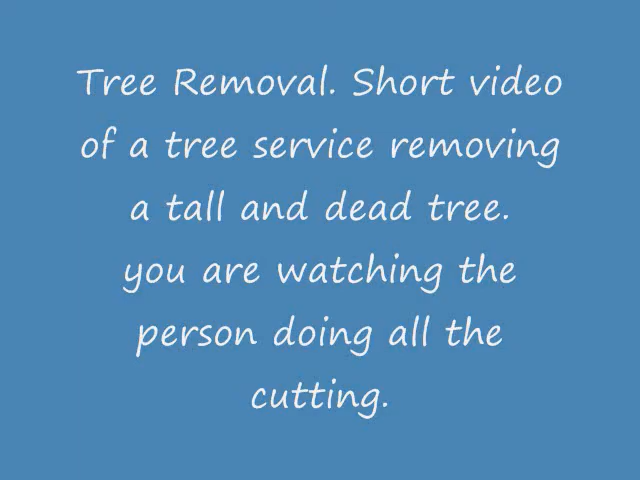 Tree Removal. Short video
of a tree service removing
a tall and dead tree.
you are watching the
person doing all the
cutting.